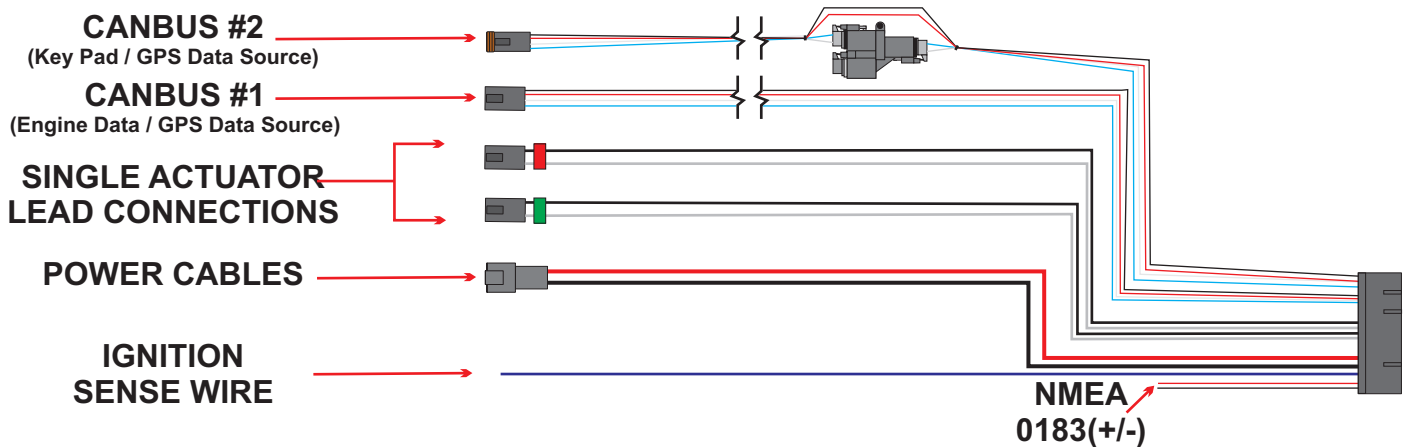 CANBUS #2
(Key Pad / GPS Data Source)
CANBUS #1
(Engine Data / GPS Data Source)
SINGLE ACTUATOR
LEAD CONNECTIONS
POWER CABLES
IGNITION
SENSE WIRE
NMEA
0183(+/-)